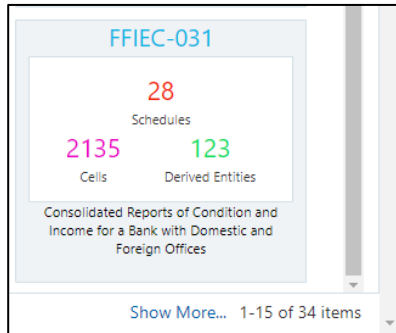 FFIEC-031
28
Schedules
2135 123
Cells Derived Entities
Consolidated Reports of Condition and
Income for a Bank with Domestic and
Foreign Offices
Show More... 1-15 of 34 items